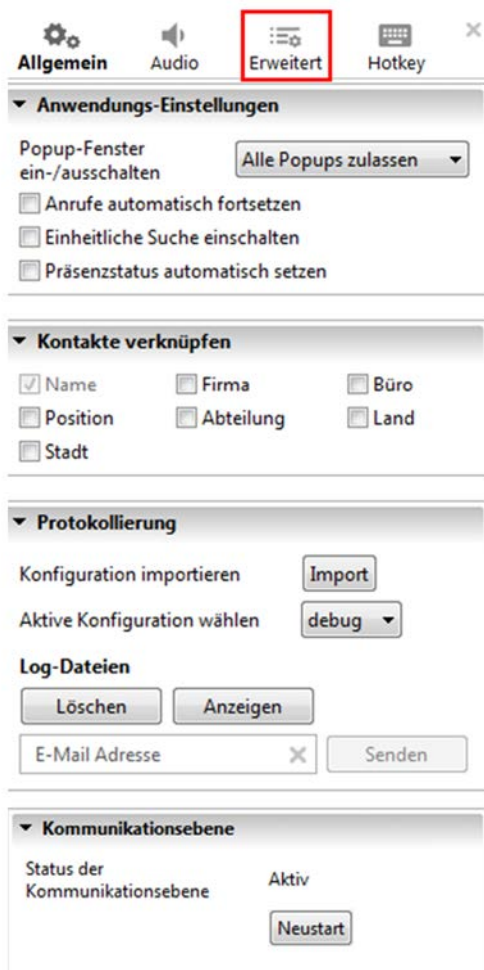 Allgemein Audio Erweitert Hotkey
Anwendungs-Einstellungen
Popup-Fenster
ein-/ausschalten
Alle Popups zulassen
Anrufe automatisch fortsetzen
Einheitliche Suche einschalten
Präsenzstatus automatisch setzen
Kontakte verknüpfen
Name Firma Büro
Position Abteilung Land
Stadt
Protokollierung
Konfiguration importieren Import
Aktive Konfiguration wählen debug
Log-Dateien
Löschen Anzeigen
E-Mail Adresse Senden
Kommunikationsebene
Status der
Kommunikationsebene
Aktiv
Neustart